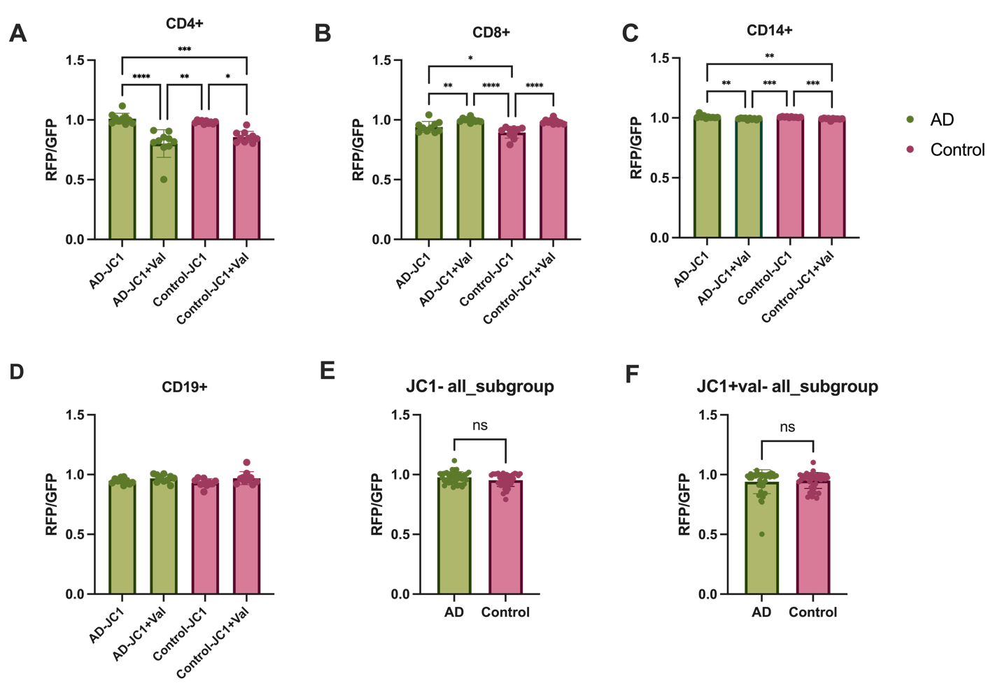 A
CD4+
***
****
**
*
1.5
1.0
0.5
0.0
RFP/GFP
AD-JC1
AD-JC1+Val
Control-JC1
Control-JC1+Val
B
CD8+
*
**
****
****
1.5
1.0
0.5
0.0
RFP/GFP
AD-JC1
AD-JC1+Val
Control-JC1
Control-JC1+Val
C
CD14+
**
**
***
***
1.5
1.0
0.5
0.0
RFP/GFP
AD-JC1
AD-JC1+Val
Control-JC1
Control-JC1+Val
AD
Control
D
CD19+
1.5
1.0
0.5
0.0
RFP/GFP
AD-JC1
AD-JC1+Val
Control-JC1
Control-JC1+Val
E
JC1- all_subgroup
ns
1.5
1.0
0.5
0.0
RFP/GFP
AD
Control
F
JC1+val- all_subgroup
ns
1.5
1.0
0.5
0.0
RFP/GFP
AD
Control